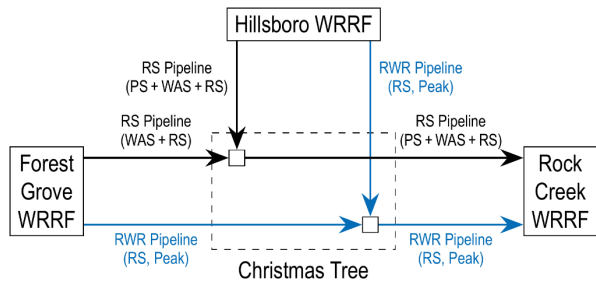 Hillsboro WRRF
RS Pipeline
(PS + WAS + RS)
RWR Pipeline
(RS, Peak)
RS Pipeline
(WAS + RS)
RS Pipeline
(PS + WAS + RS)
Forest
Grove
WRRF
Rock
Creek
WRRF
RWR Pipeline
(RS, Peak)
RWR Pipeline
(RS, Peak)
Christmas Tree